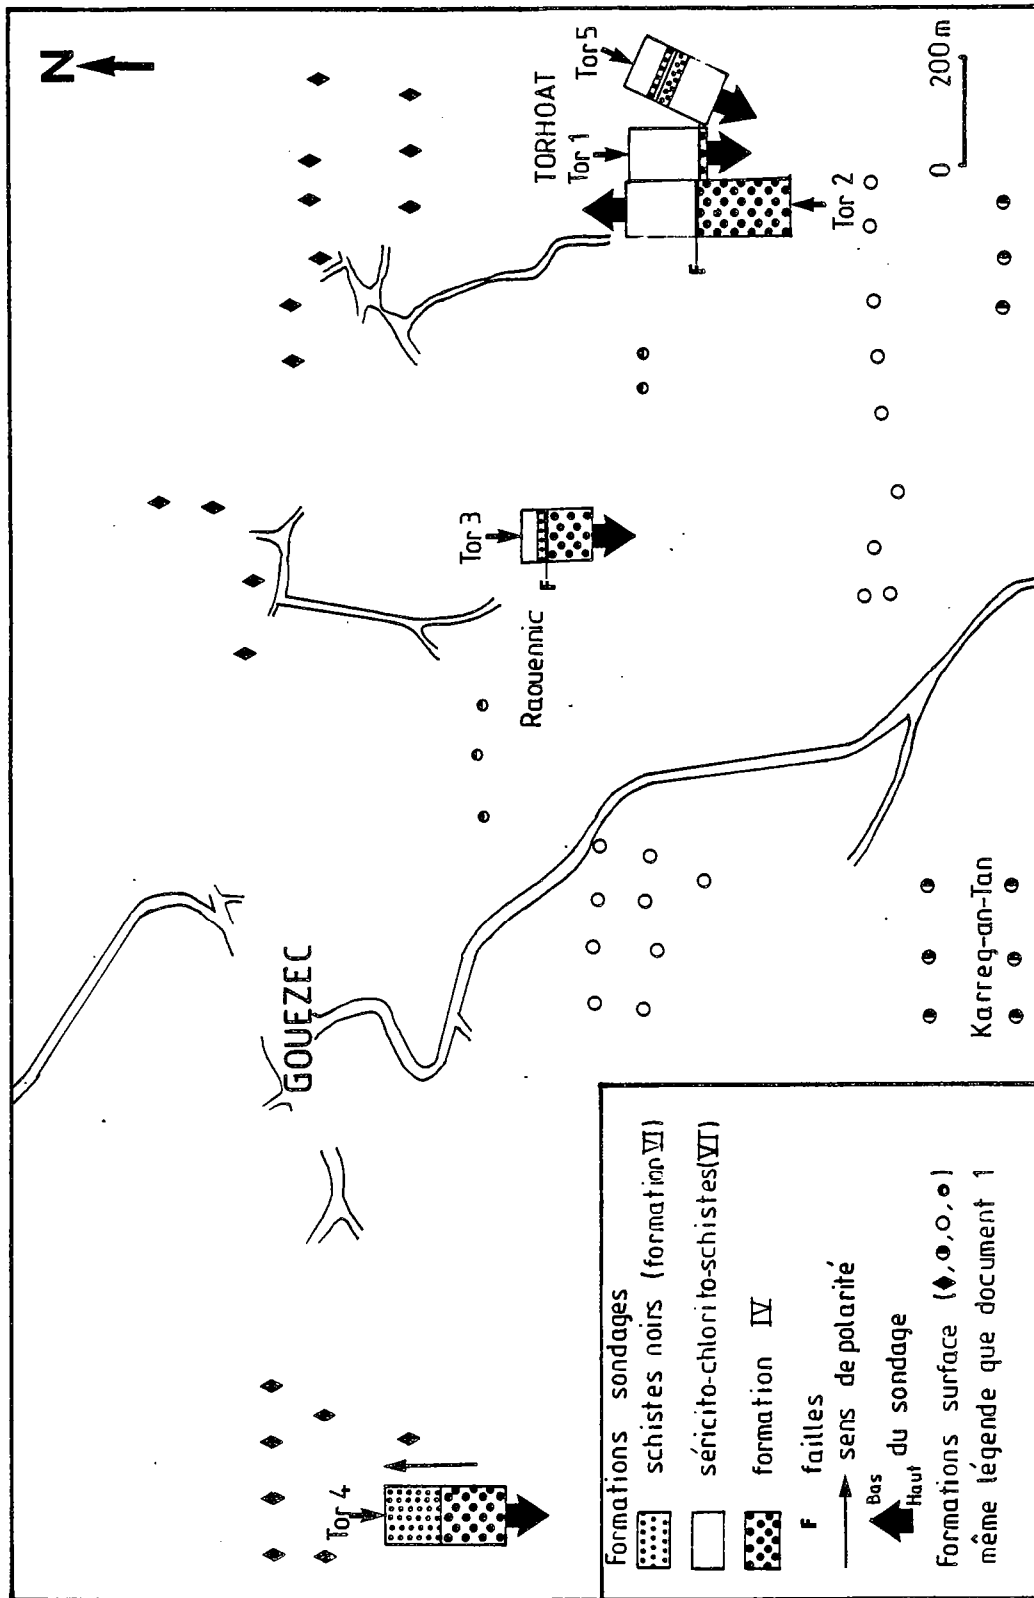 N
TORHOAT
Tor 5
Tor 1
Tor 2
F
Tor 3
F
Raouennic
GOUEZEC
Karreg-an-Tan
Tor 4
0 200m
Formations sondages
schistes noirs (formation VI)
séricito-chlorito-schistes(VI)
formation IV
F failles
sens de polarité
Bas
Haut
du sondage
Formations surface (♦,◑,○,●)
même légende que document 1